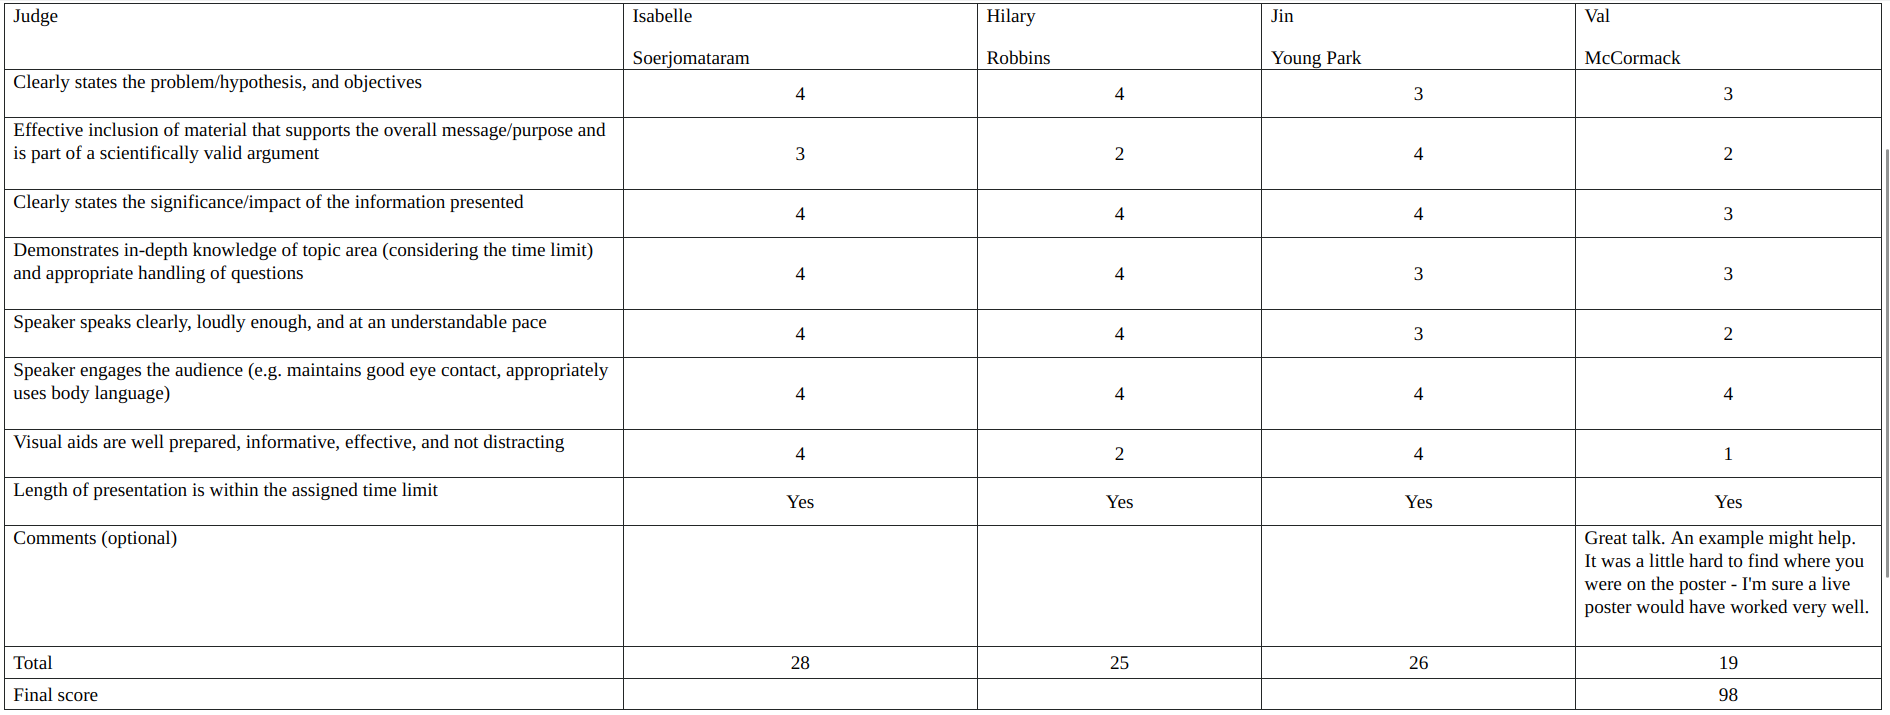 Judge Isabelle Hilary Jin Val
Soerjomataram Robbins Young Park McCormack
Clearly states the problem/hypothesis, and objectives 4 4 3 3
Effective inclusion of material that supports the overall message/purpose and
is part of a scientifically valid argument 3 2 4 2
Clearly states the significance/impact of the information presented 4 4 4 3
Demonstrates in-depth knowledge of topic area (considering the time limit)
and appropriate handling of questions 4 4 3 3
Speaker speaks clearly, loudly enough, and at an understandable pace 4 4 3 2
Speaker engages the audience (e.g. maintains good eye contact, appropriately
uses body language) 4 4 4 4
Visual aids are well prepared, informative, effective, and not distracting 4 2 4 1
Length of presentation is within the assigned time limit Yes Yes Yes Yes
Comments (optional) Great talk. An example might help.
It was a little hard to find where you
were on the poster - I'm sure a live
poster would have worked very well.
Total 28 25 26 19
Final score 98